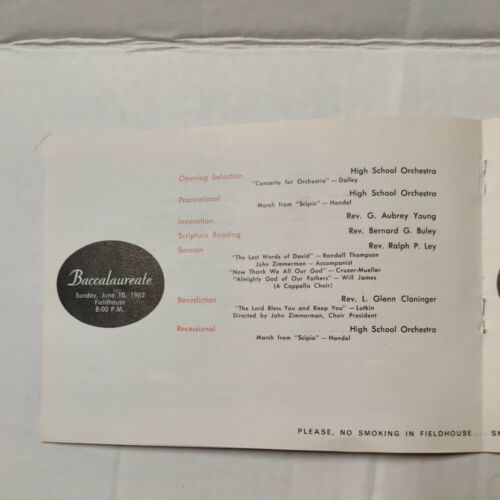 Baccalaureate
Sunday, June 10, 1962
Fieldhouse
8:00 P.M.
Opening Selection High School Orchestra
"Concerto for Orchestra" — Dalley
Processional High School Orchestra
March from "Scipio" — Handel
Invocation Rev. G. Aubrey Young
Scripture Reading Rev. Bernard G. Buley
Sermon Rev. Ralph P. Ley
"The Last Words of David" — Randall Thompson
John Zimmerman — Accompanist
"Now Thank We All Our God" — Cruzer-Mueller
"Almighty God of Our Fathers" — Will James
(A Cappella Choir)
Benediction Rev. L. Glenn Cloninger
"The Lord Bless You and Keep You" — Lutkin
Directed by John Zimmerman, Choir President
Recessional High School Orchestra
March from "Scipio" — Handel
PLEASE, NO SMOKING IN FIELDHOUSE...